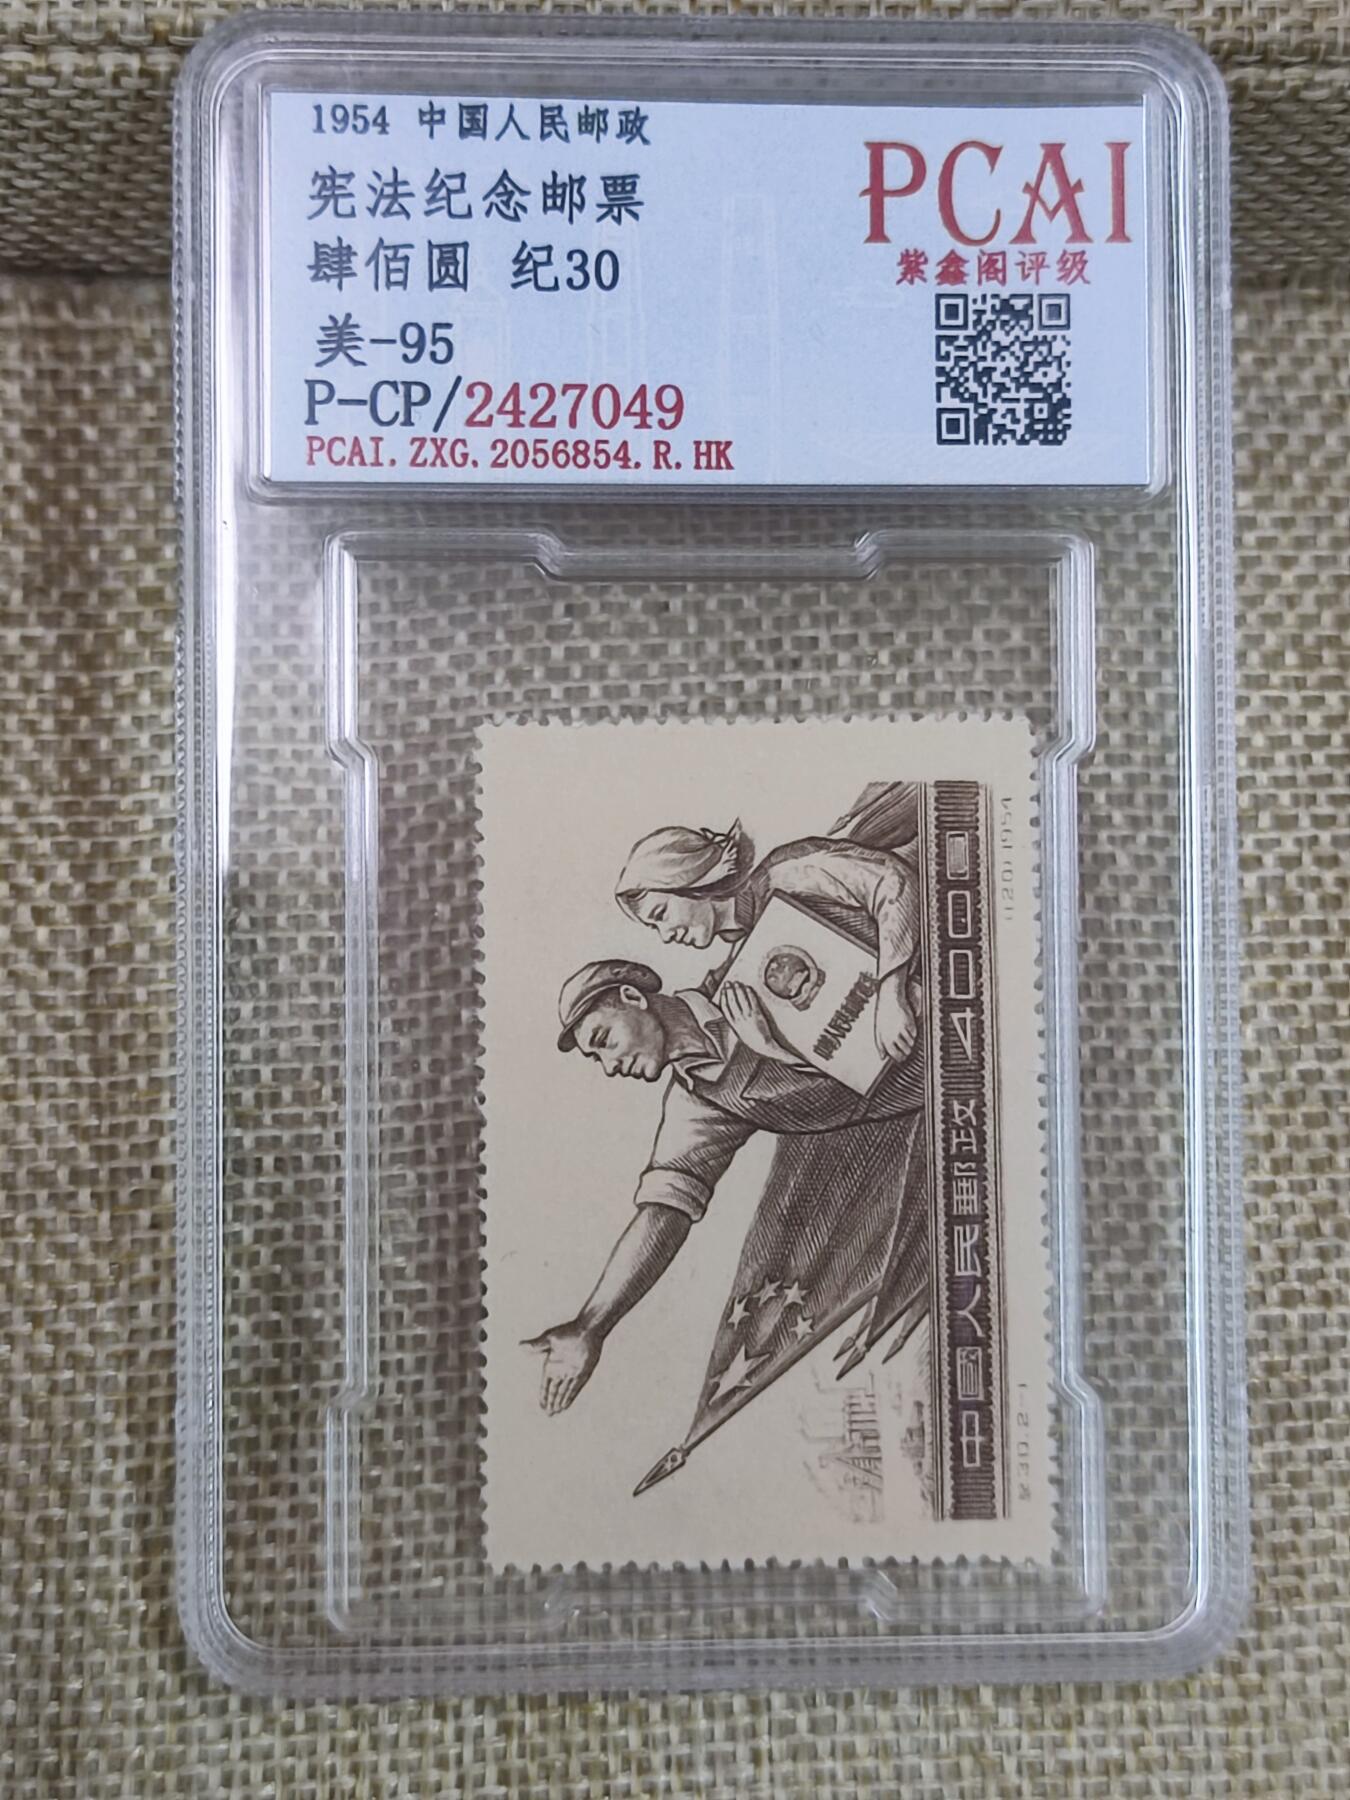 1954 中国人民邮政
宪法纪念邮票
肆佰圆 纪30
美-95
P-CP/2427049
PCAI.ZXG.2056854.R.HK
PCAI
紫鑫阁评级
中國人民郵政 400圓
紀30.2-1
(120)1954